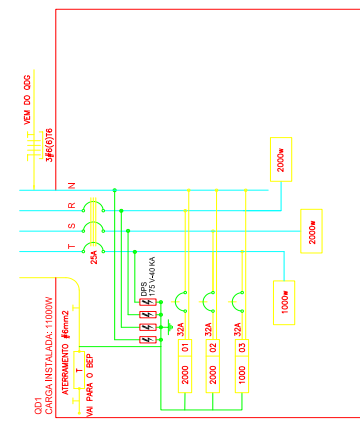 QD1
CARGA INSTALADA: 11000W
VEM DO QDG
3#6(6)T6
N
R
S
T
25A
ATERRAMENTO #6mm2
T
VAI PARA O BEP
DPS
175 V-40 KA
32A
32A
32A
2000 01
2000 02
1000 03
2000w
2000w
1000w